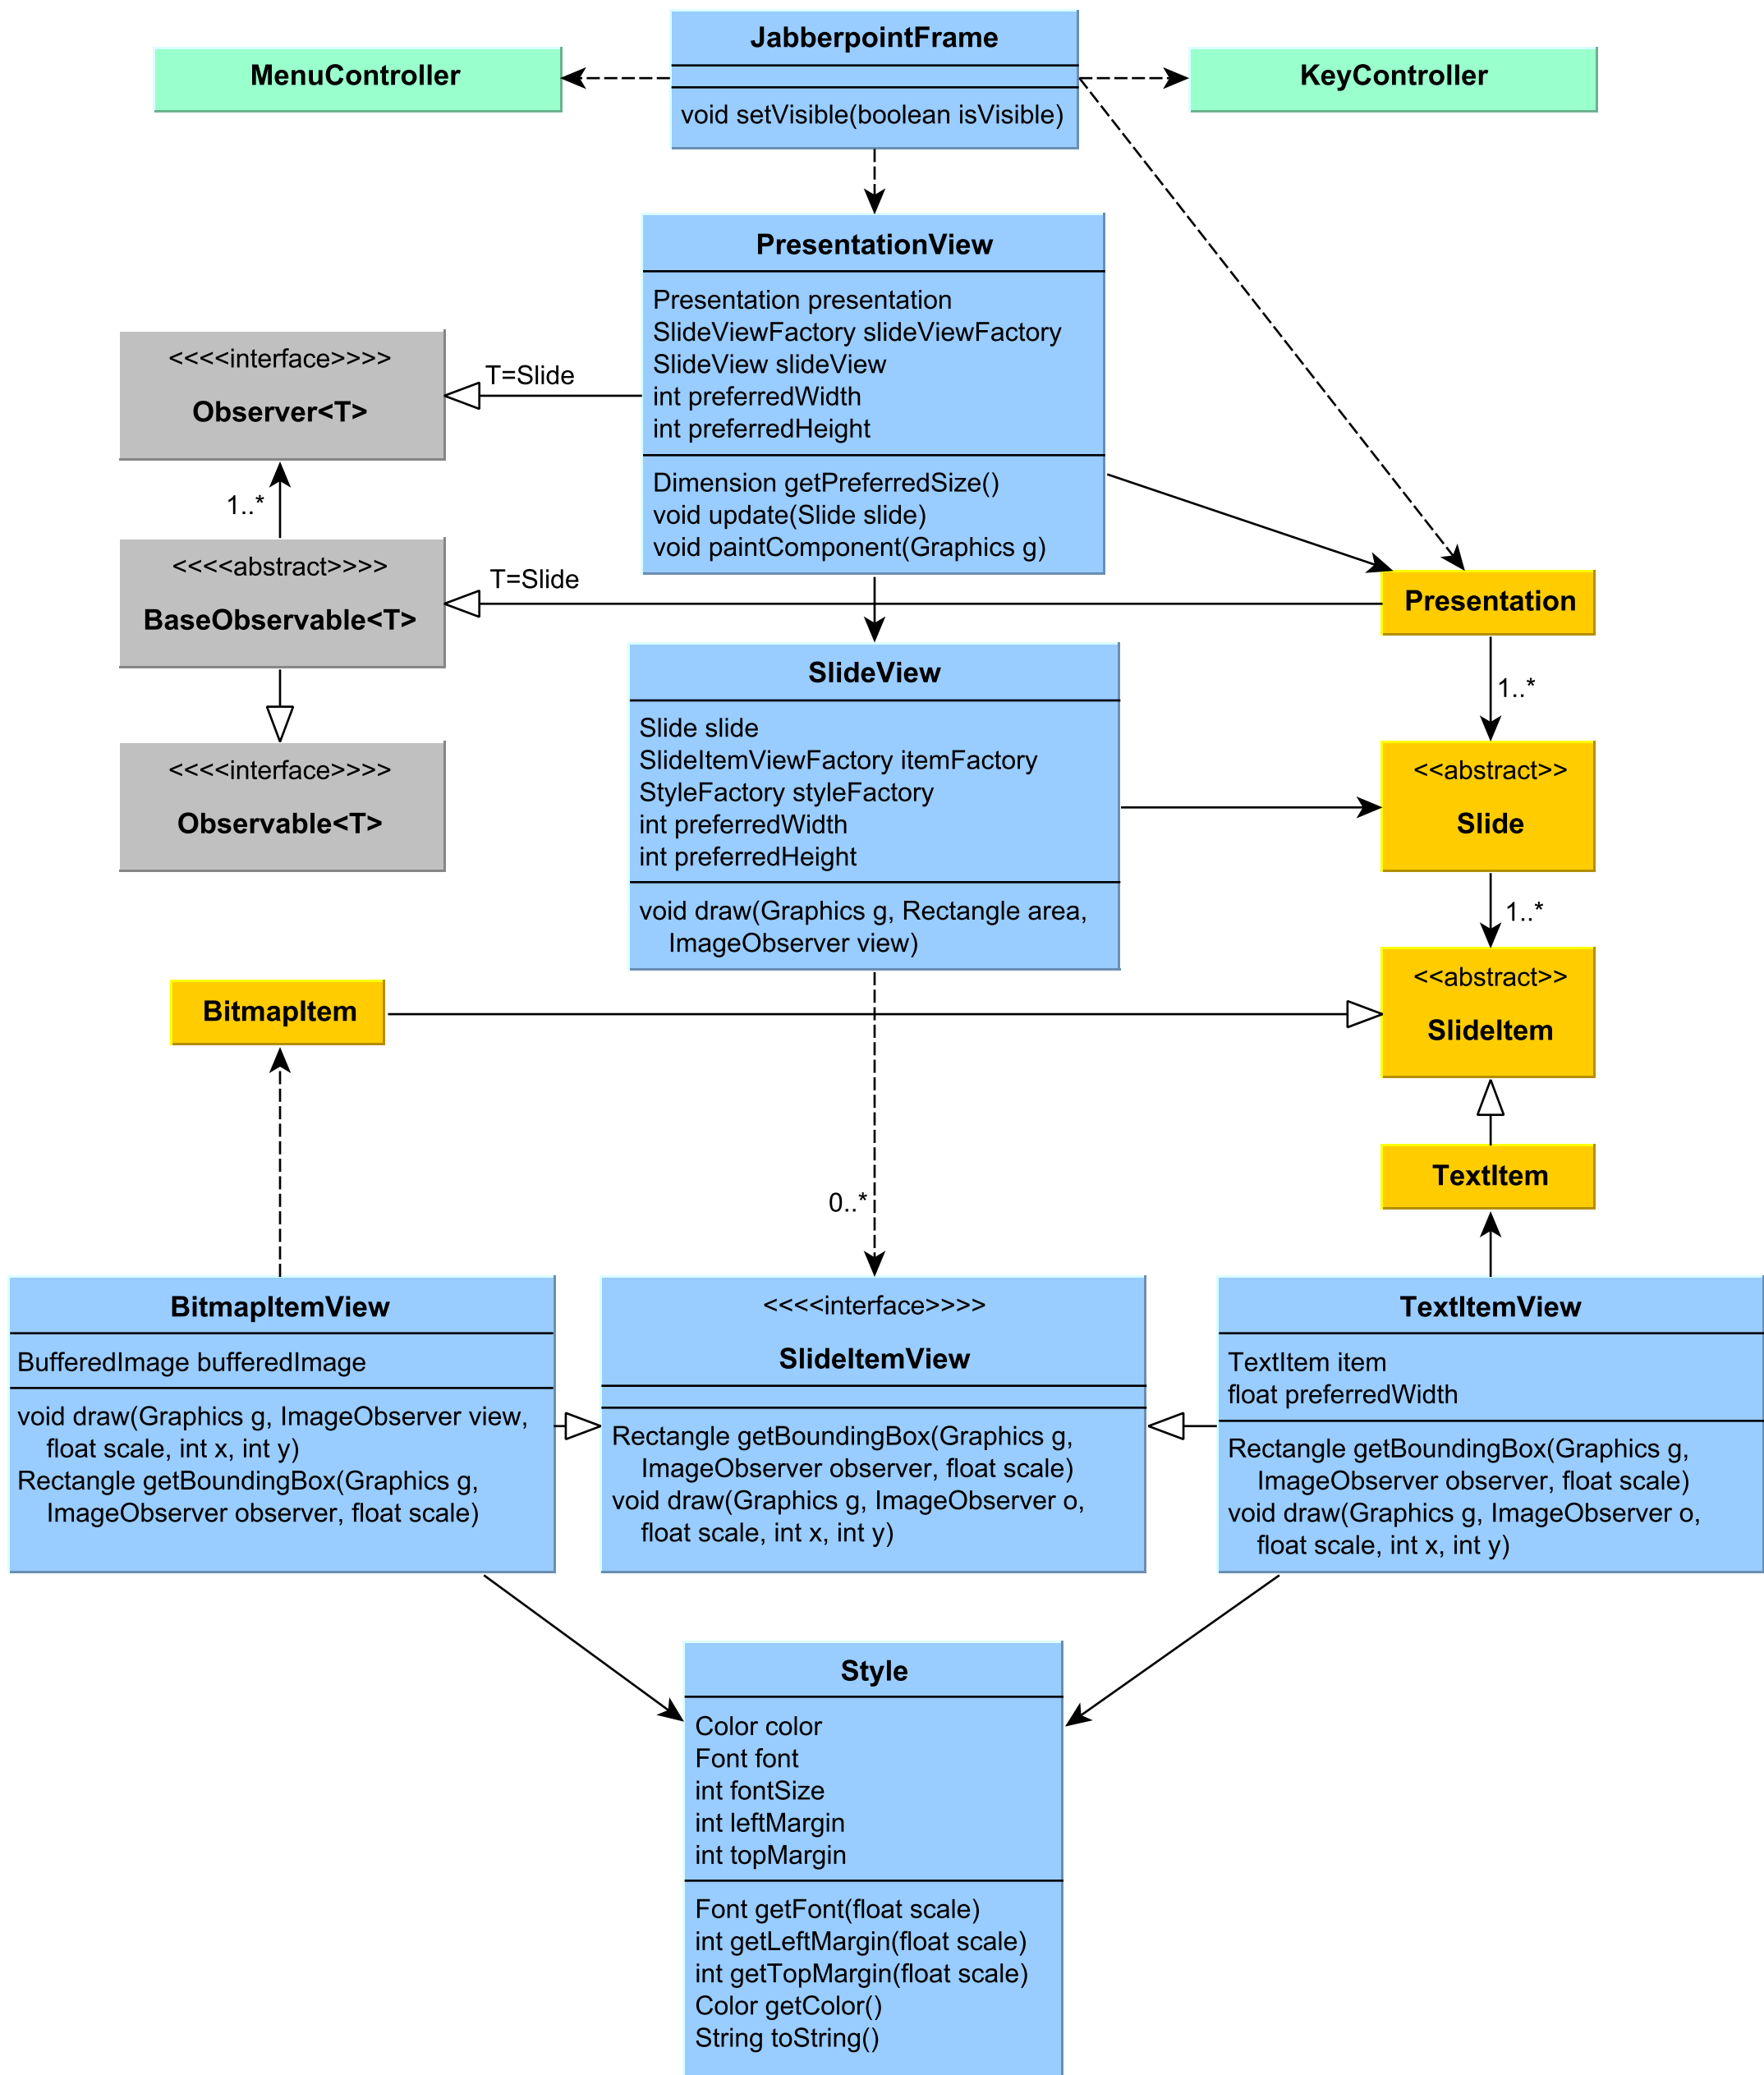 JabberpointFrame
void setVisible(boolean isVisible)
MenuController
KeyController
PresentationView
Presentation presentation
SlideViewFactory slideViewFactory
SlideView slideView
int preferredWidth
int preferredHeight
Dimension getPreferredSize()
void update(Slide slide)
void paintComponent(Graphics g)
<<<<interface>>>>
Observer<T>
T=Slide
1..*
<<<<abstract>>>>
BaseObservable<T>
T=Slide
Presentation
<<<<interface>>>>
Observable<T>
SlideView
Slide slide
SlideItemViewFactory itemFactory
StyleFactory styleFactory
int preferredWidth
int preferredHeight
void draw(Graphics g, Rectangle area,
ImageObserver view)
1..*
<<abstract>>
Slide
1..*
<<abstract>>
SlideItem
BitmapItem
TextItem
0..*
BitmapItemView
BufferedImage bufferedImage
void draw(Graphics g, ImageObserver view,
float scale, int x, int y)
Rectangle getBoundingBox(Graphics g,
ImageObserver observer, float scale)
<<<<interface>>>>
SlideItemView
Rectangle getBoundingBox(Graphics g,
ImageObserver observer, float scale)
void draw(Graphics g, ImageObserver o,
float scale, int x, int y)
TextItemView
TextItem item
float preferredWidth
Rectangle getBoundingBox(Graphics g,
ImageObserver observer, float scale)
void draw(Graphics g, ImageObserver o,
float scale, int x, int y)
Style
Color color
Font font
int fontSize
int leftMargin
int topMargin
Font getFont(float scale)
int getLeftMargin(float scale)
int getTopMargin(float scale)
Color getColor()
String toString()